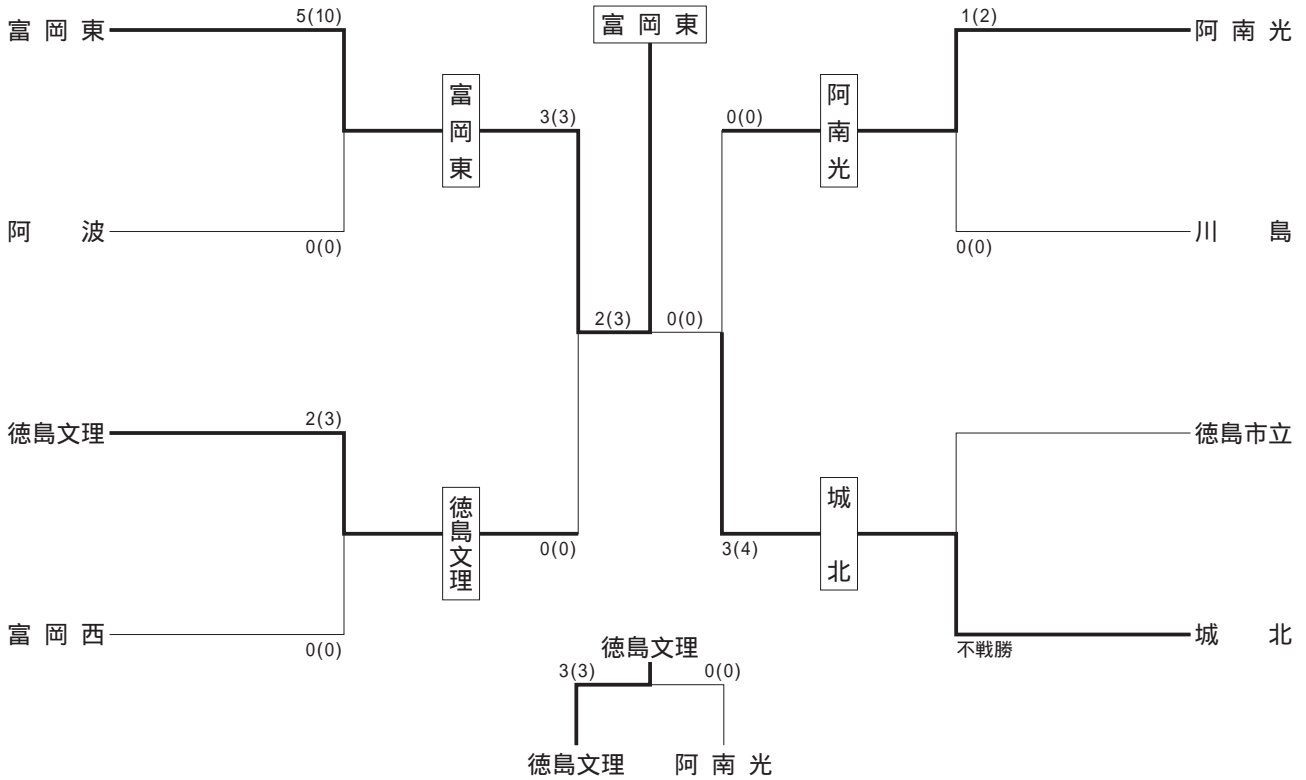 5(10)
富岡東
1(2)
富岡東
阿南光
富岡東
3(3)
0(0)
阿南光
阿波
0(0)
0(0)
川島
2(3)
0(0)
2(3)
徳島文理
徳島市立
徳島文理
0(0)
3(4)
城北
富岡西
0(0)
不戦勝
城北
徳島文理
3(3)
0(0)
徳島文理
阿南光